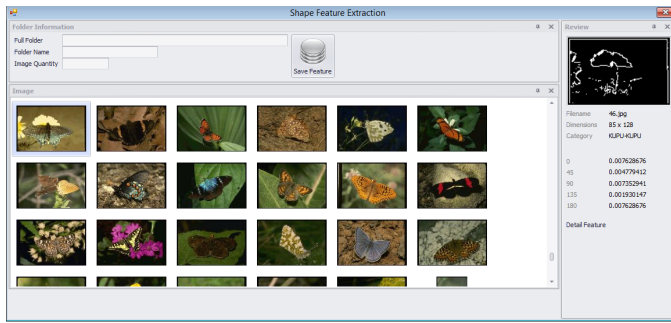 Shape Feature Extraction
Folder Information
Full Folder
Folder Name
Image Quantity
Save Feature
Image
Review
Filename 46.jpg
Dimensions 85 x 128
Category KUPU-KUPU
0 0.007628676
45 0.004779412
90 0.007352941
135 0.001930147
180 0.007628676
Detail Feature